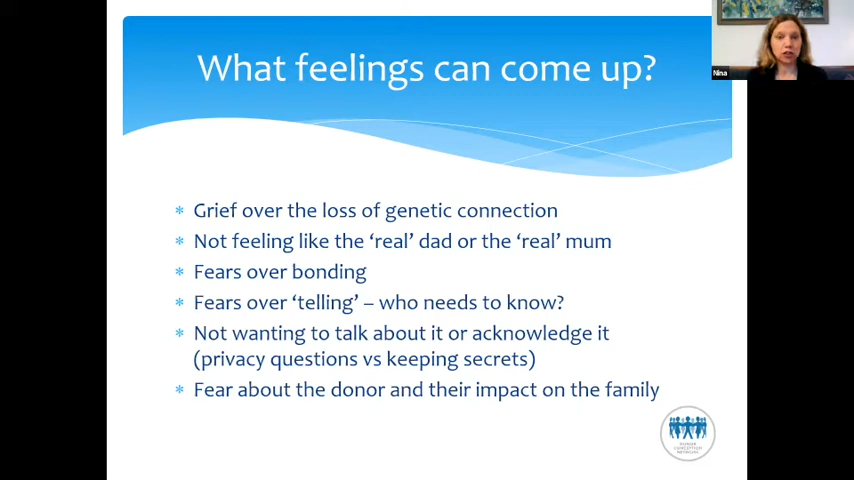 What feelings can come up?
Nina
* Grief over the loss of genetic connection
* Not feeling like the ‘real’ dad or the ‘real’ mum
* Fears over bonding
* Fears over ‘telling’ – who needs to know?
* Not wanting to talk about it or acknowledge it
(privacy questions vs keeping secrets)
* Fear about the donor and their impact on the family
CONCEPTION
NETWORK